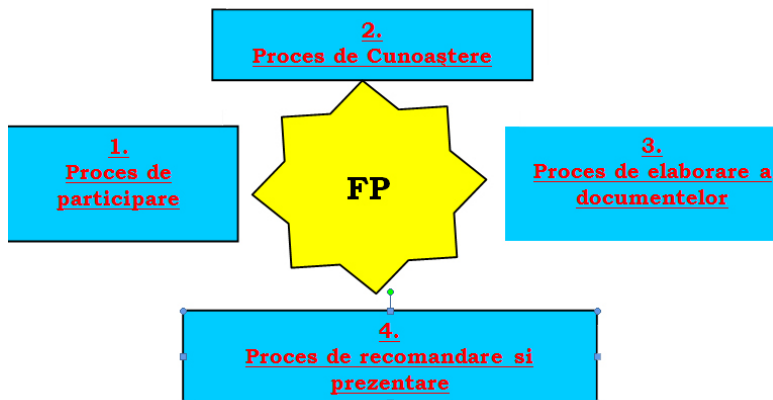 2.
Proces de Cunoaştere
1.
Proces de
participare
FP
3.
Proces de elaborare a
documentelor
4.
Proces de recomandare si
prezentare